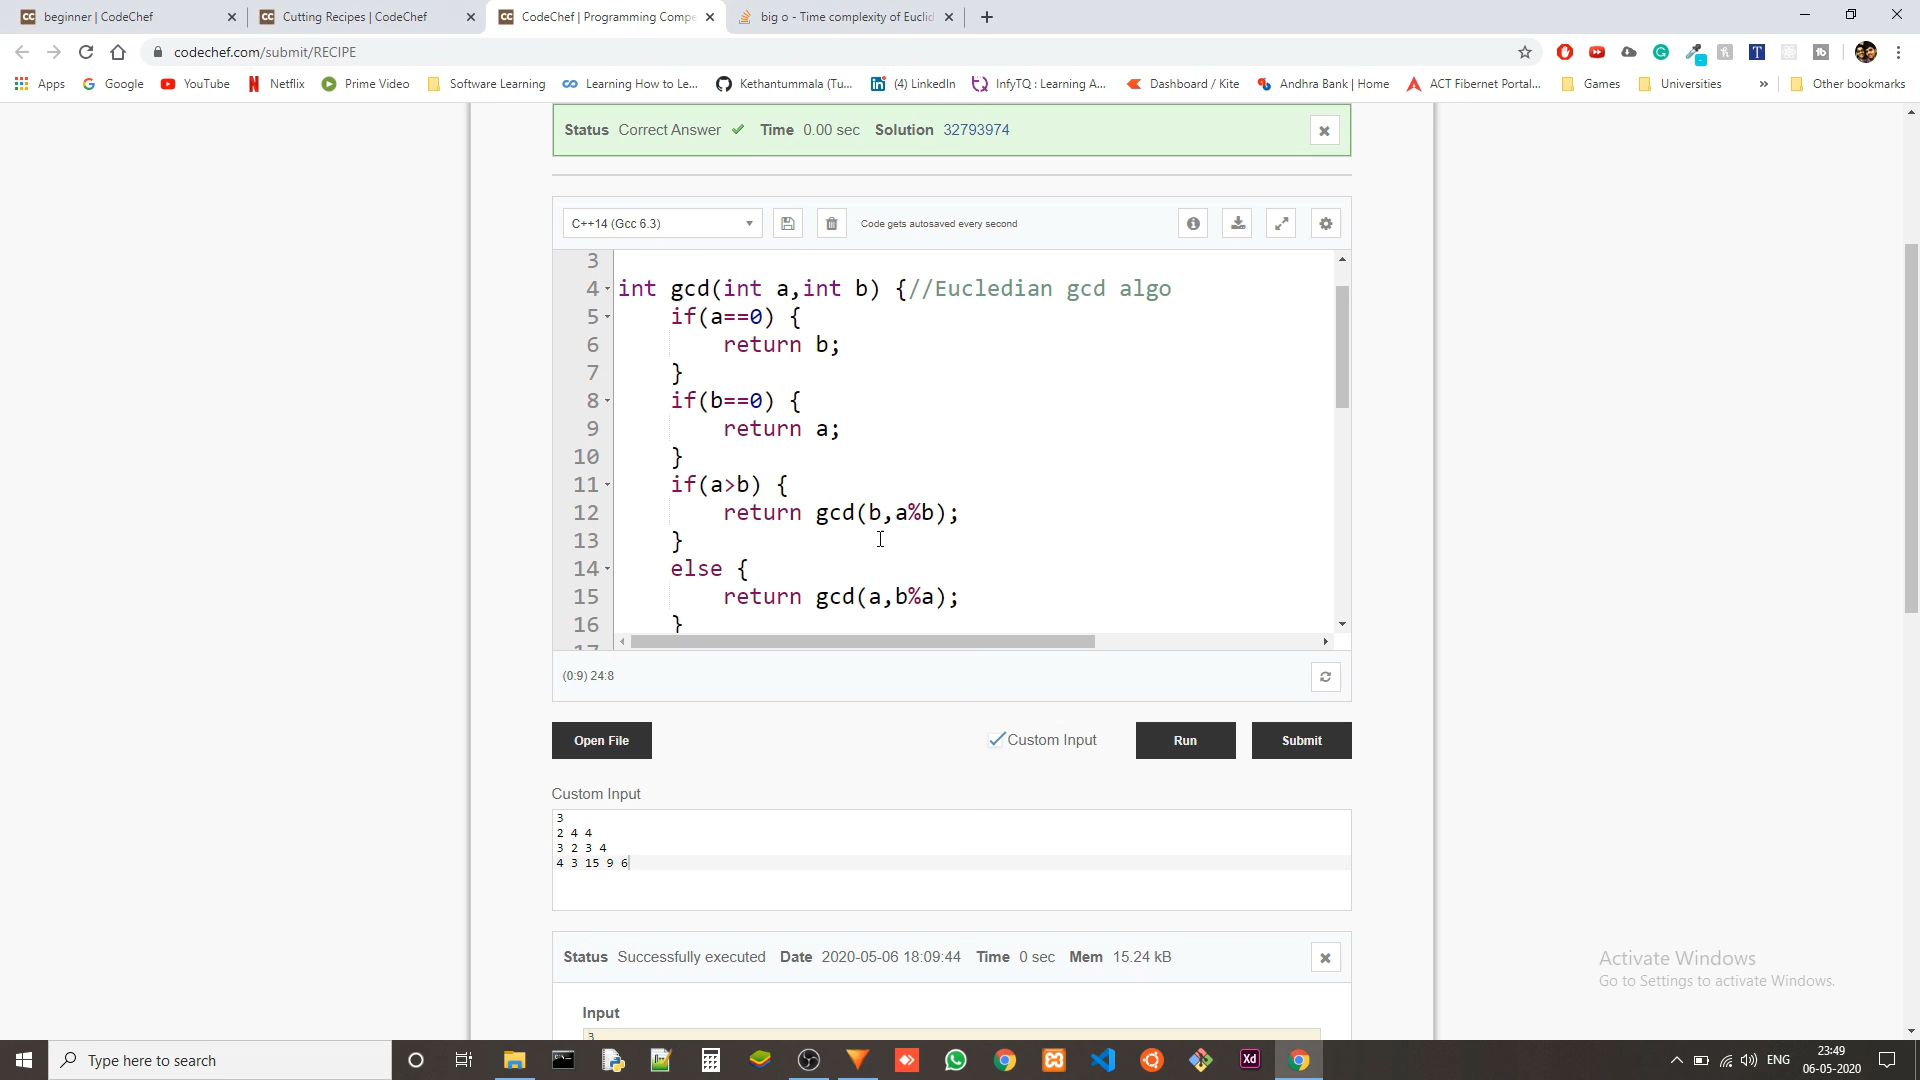 beginner | CodeChef
Cutting Recipes | CodeChef
CodeChef | Programming Compe
big o - Time complexity of Euclid
codechef.com/submit/RECIPE
Apps
Google
YouTube
Netflix
Prime Video
Software Learning
Learning How to Le...
Kethantummala (Tu...
(4) LinkedIn
InfyTQ : Learning A...
Dashboard / Kite
Andhra Bank | Home
ACT Fibernet Portal...
Games
Universities
»
Other bookmarks
Status Correct Answer ✔ Time 0.00 sec Solution 32793974
C++14 (Gcc 6.3)
Code gets autosaved every second
3
4 int gcd(int a,int b) {//Eucledian gcd algo
5 if(a==0) {
6 return b;
7 }
8 if(b==0) {
9 return a;
10 }
11 if(a>b) {
12 return gcd(b,a%b);
13 }
14 else {
15 return gcd(a,b%a);
16 }
17
(0:9) 24:8
Open File
Custom Input
Run
Submit
Custom Input
3
2 4 4
3 2 3 4
4 3 15 9 6
Status Successfully executed Date 2020-05-06 18:09:44 Time 0 sec Mem 15.24 kB
Input
3
Activate Windows
Go to Settings to activate Windows.
Type here to search
Xd
ENG
23:49
06-05-2020